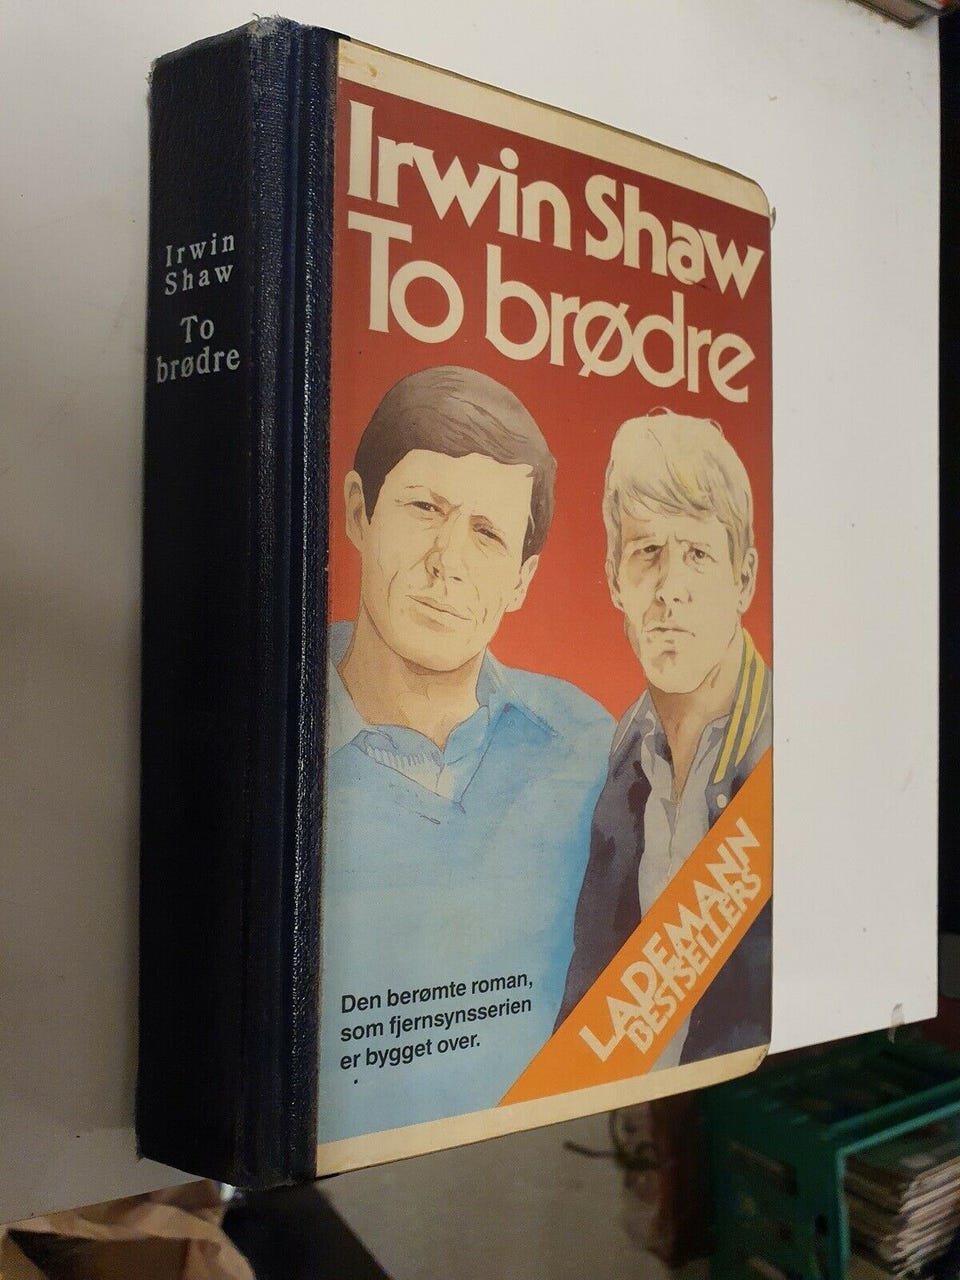 Irwin
Shaw
To
brødre
Irwin Shaw
To brødre
Den berømte roman,
som fjernsynsserien
er bygget over.
LADEMANN
BESTSELLERS